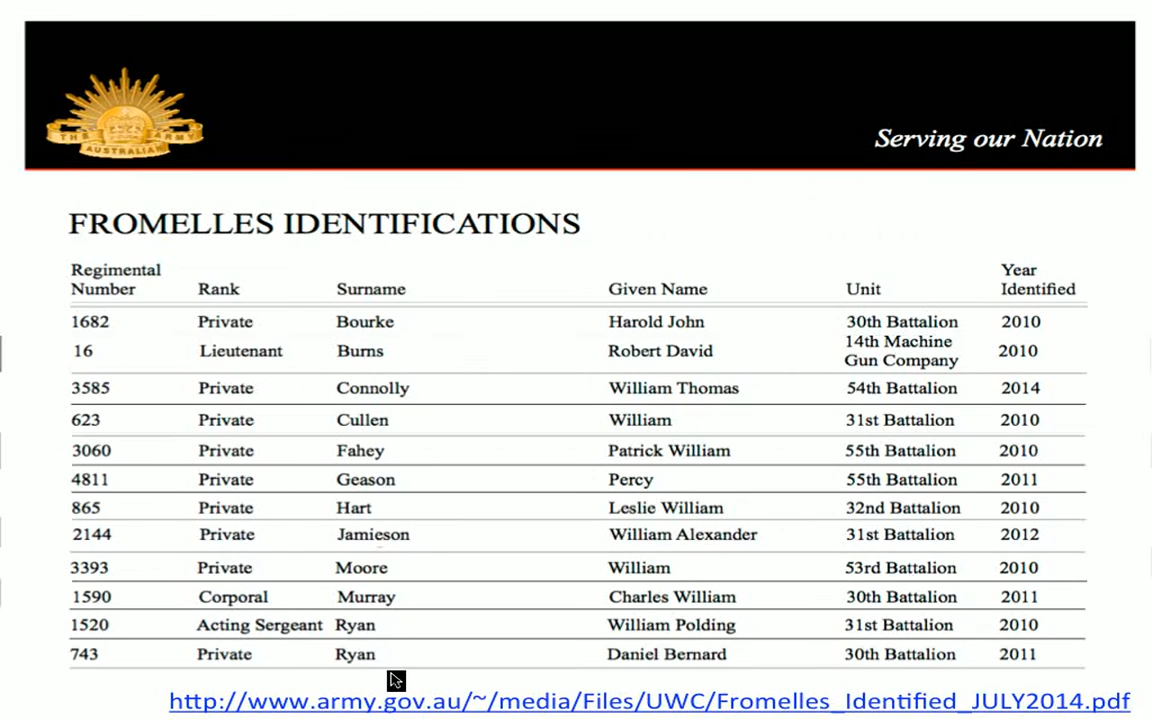 THE ARMY
AUSTRALIAN
Serving our Nation
FROMELLES IDENTIFICATIONS
Regimental Number Rank Surname Given Name Unit Year Identified
1682 Private Bourke Harold John 30th Battalion 2010
16 Lieutenant Burns Robert David 14th Machine Gun Company 2010
3585 Private Connolly William Thomas 54th Battalion 2014
623 Private Cullen William 31st Battalion 2010
3060 Private Fahey Patrick William 55th Battalion 2010
4811 Private Geason Percy 55th Battalion 2011
865 Private Hart Leslie William 32nd Battalion 2010
2144 Private Jamieson William Alexander 31st Battalion 2012
3393 Private Moore William 53rd Battalion 2010
1590 Corporal Murray Charles William 30th Battalion 2011
1520 Acting Sergeant Ryan William Polding 31st Battalion 2010
743 Private Ryan Daniel Bernard 30th Battalion 2011
http://www.army.gov.au/~/media/Files/UWC/Fromelles_Identified_JULY2014.pdf